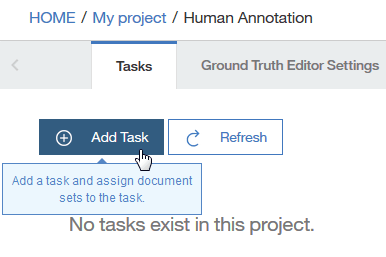 HOME / My project / Human Annotation
Tasks Ground Truth Editor Settings
Add Task Refresh
Add a task and assign document
sets to the task.
No tasks exist in this project.